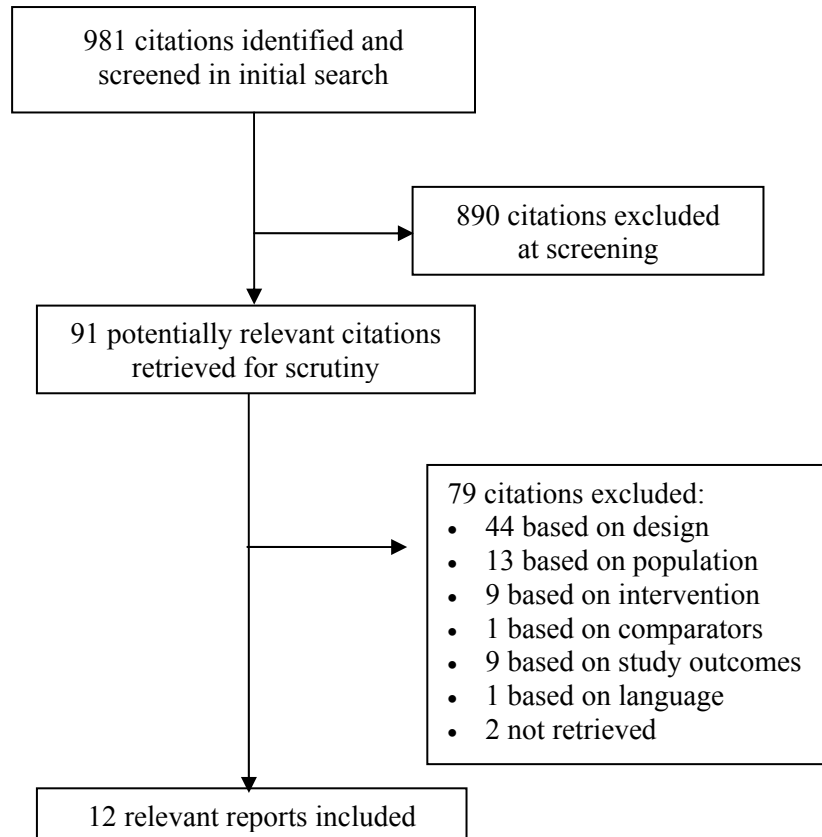 981 citations identified and
screened in initial search
890 citations excluded
at screening
91 potentially relevant citations
retrieved for scrutiny
79 citations excluded:
• 44 based on design
• 13 based on population
• 9 based on intervention
• 1 based on comparators
• 9 based on study outcomes
• 1 based on language
• 2 not retrieved
12 relevant reports included